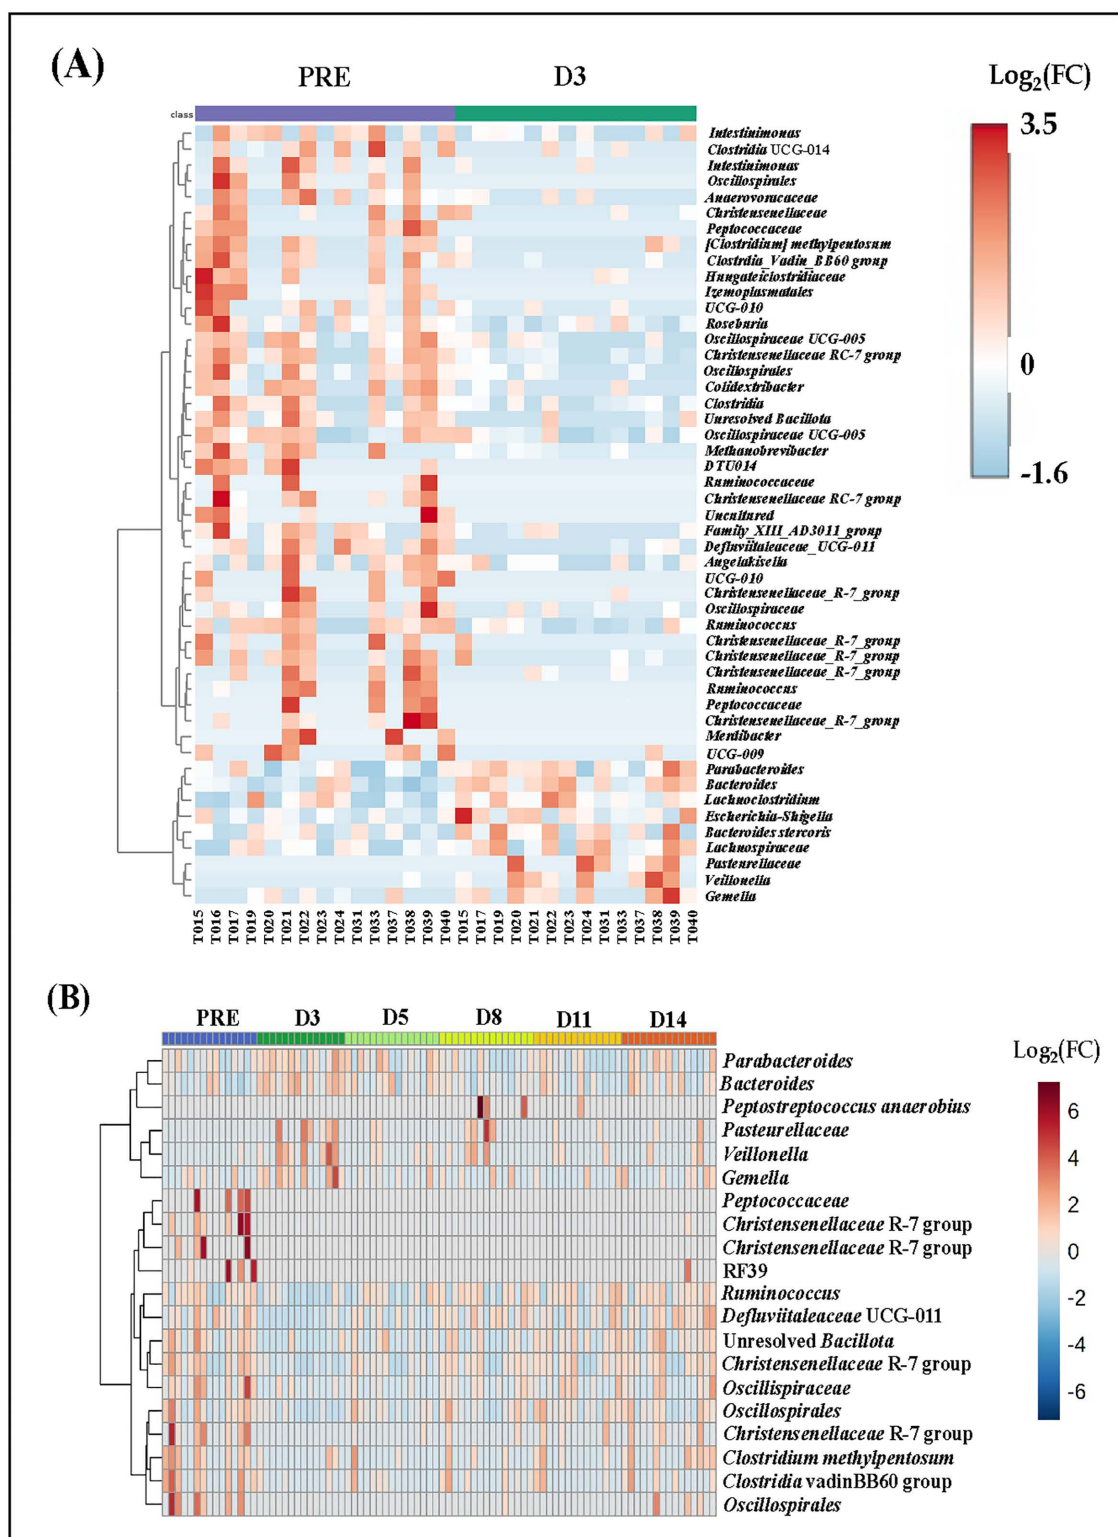 (A)
PRE
D3
Log2(FC)
class
3.5
0
-1.6
Intestinimonas
Clostridia UCG-014
Intestinimonas
Oscillospirales
Anaerovoracaceae
Christensenellaceae
Peptococcaceae
[Clostridinm] methylpentosum
Clostrdia_Vadin_BB60 group
Hungateiclostridiaceae
Izemoplasmatales
UCG-010
Roseburia
Oscillospiraceae UCG-005
Christensenellaceae RC-7 group
Oscillospirales
Colidextribacter
Clostridia
Unresolved Bacillota
Oscillospiraceae UCG-005
Methanobrevibacter
DTU014
Ruminococcaceae
Christensenellaceae RC-7 group
Uncultured
Family_XIII_AD3011_group
Defluviitaleaceae_UCG-011
Angelakisella
UCG-010
Christensenellaceae_R-7_group
Oscillospiraceae
Ruminococcus
Christensenellaceae_R-7_group
Christensenellaceae_R-7_group
Christensenellaceae_R-7_group
Ruminococcus
Peptococcaceae
Christensenellaceae_R-7_group
Merdibacter
UCG-009
Parabacteroides
Bacteroides
Lachnoclostridium
Escherichia-Shigella
Bacteroides stercoris
Lachnospiraceae
Pasteurellaceae
Veillonella
Gemella
T015 T016 T017 T019 T020 T021 T022 T023 T024 T031 T033 T037 T038 T039 T040 T015 T017 T019 T020 T021 T022 T023 T024 T031 T033 T037 T038 T039 T040
(B)
PRE D3 D5 D8 D11 D14
Log2(FC)
6
4
2
0
-2
-4
-6
Parabacteroides
Bacteroides
Peptostreptococcus anaerobius
Pasteurellaceae
Veillonella
Gemella
Peptococcaceae
Christensenellaceae R-7 group
Christensenellaceae R-7 group
RF39
Ruminococcus
Defluviitaleaceae UCG-011
Unresolved Bacillota
Christensenellaceae R-7 group
Oscillispiraceae
Oscillospirales
Christensenellaceae R-7 group
Clostridium methylpentosum
Clostridia vadinBB60 group
Oscillospirales